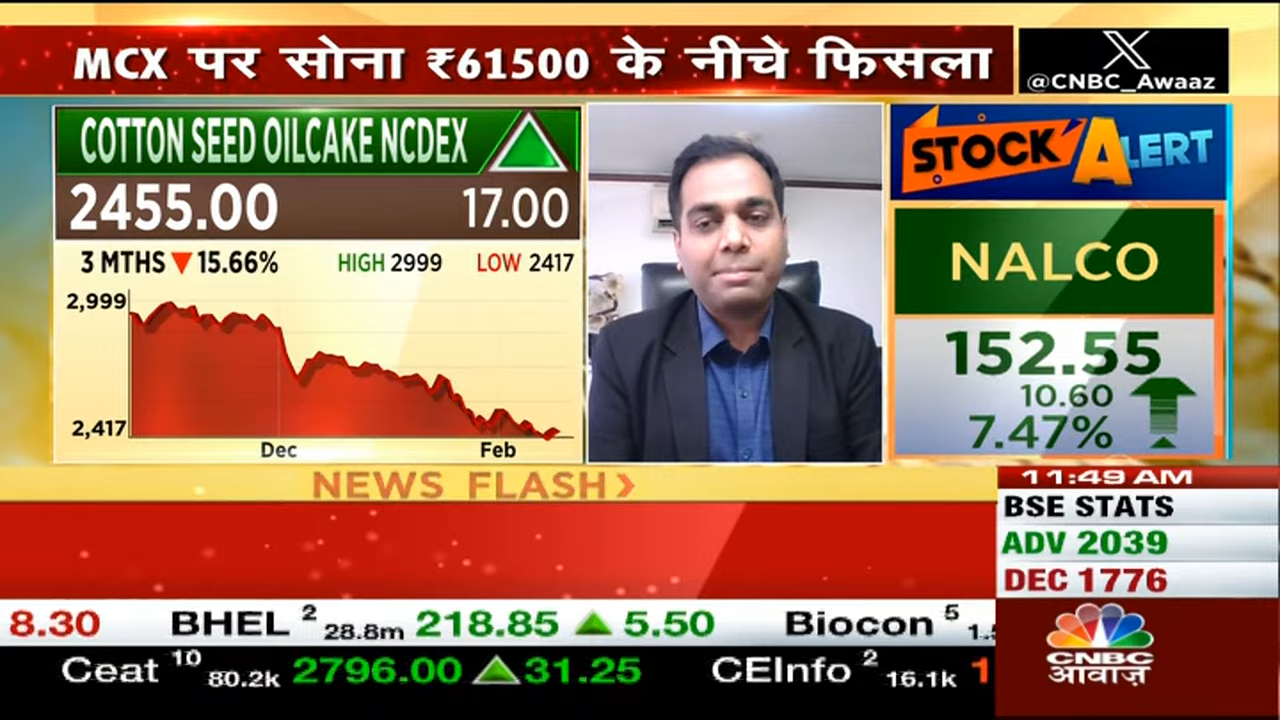 MCX पर सोना ₹61500 के नीचे फिसला
X
@CNBC_Awaaz
COTTON SEED OILCAKE NCDEX
2455.00 17.00
3 MTHS ▼ 15.66% HIGH 2999 LOW 2417
2,999
2,417
Dec Feb
STOCK ALERT
NALCO
152.55
10.60
7.47%
NEWS FLASH
11:49 AM
BSE STATS
ADV 2039
DEC 1776
8.30 BHEL 2 28.8m 218.85 ▲ 5.50 Biocon 5
Ceat 10 80.2k 2796.00 ▲ 31.25 CEInfo 2 16.1k
CNBC
आवाज़